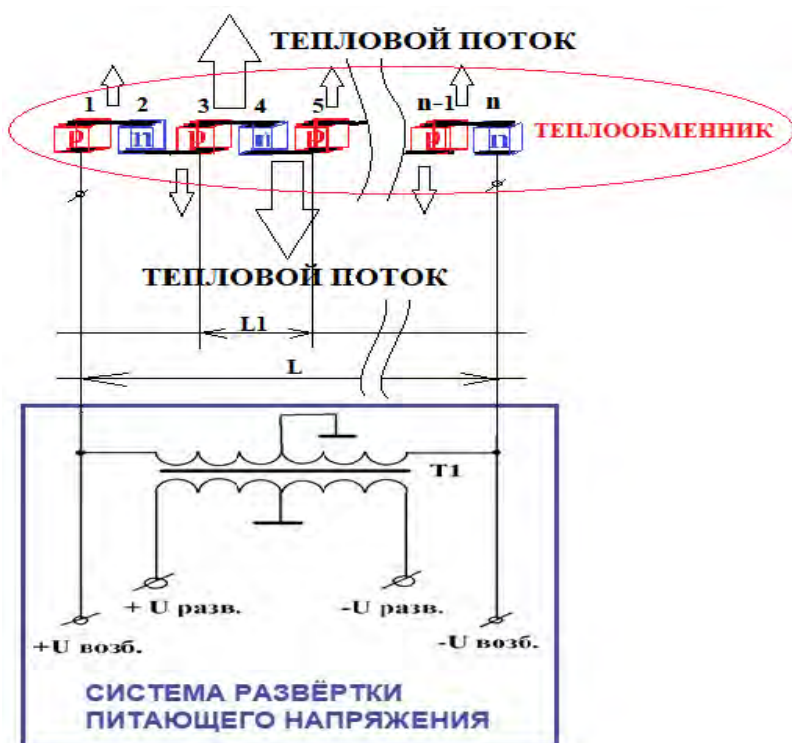 ТЕПЛОВОЙ ПОТОК
1 2 3 4 5 n-1 n
P n P n P P n
ТЕПЛООБМЕННИК
ТЕПЛОВОЙ ПОТОК
L1
L
T1
+ U разв. -U разв.
+U возб. -U возб.
СИСТЕМА РАЗВЁРТКИ
ПИТАЮЩЕГО НАПРЯЖЕНИЯ